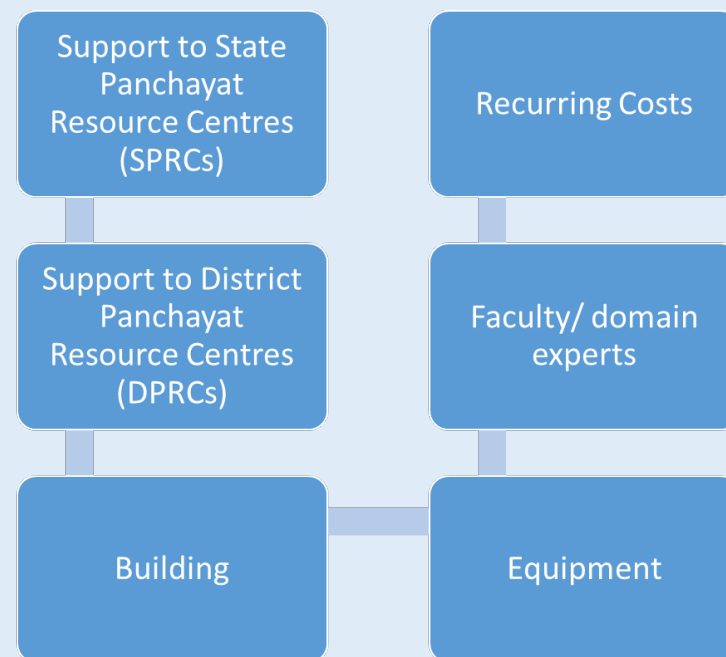 Support to State
Panchayat
Resource Centres
(SPRCs)
Support to District
Panchayat
Resource Centres
(DPRCs)
Building
Equipment
Faculty/ domain
experts
Recurring Costs